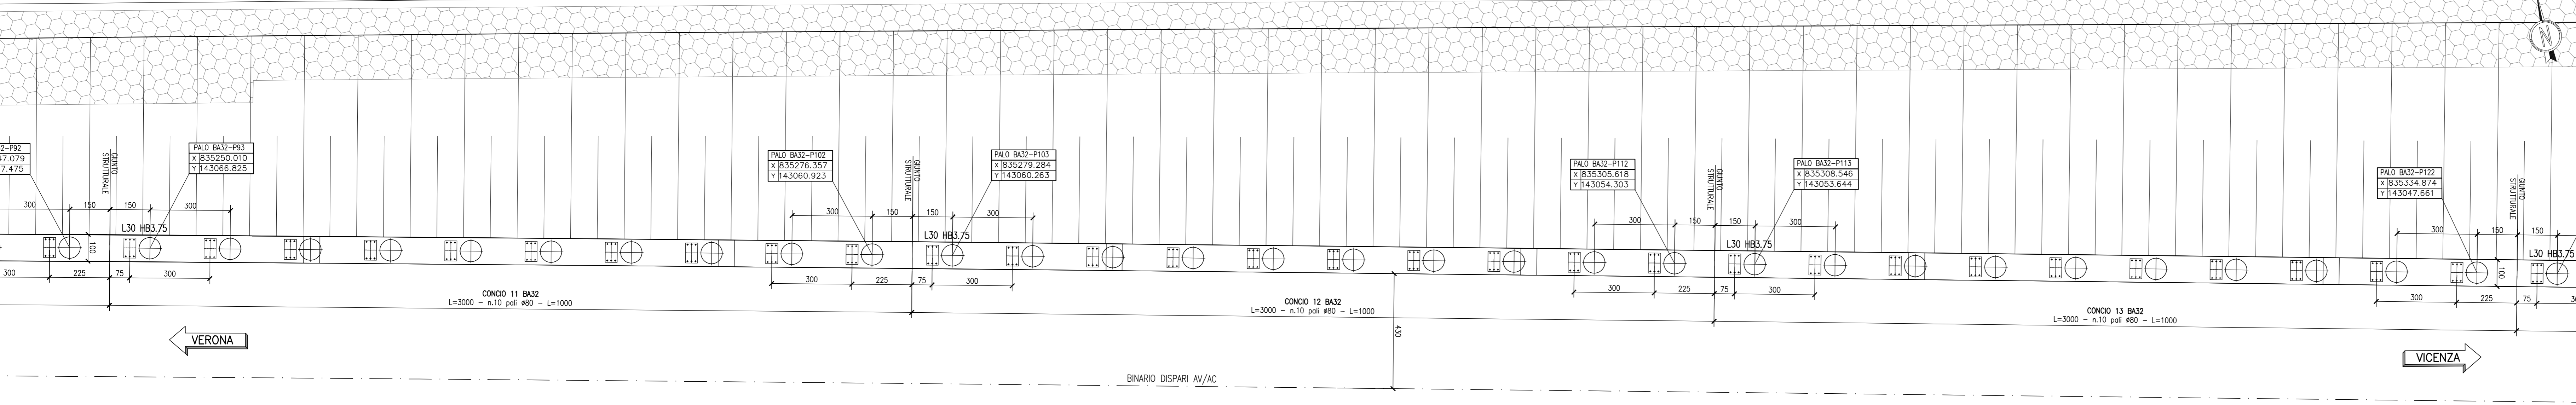 N
PALO BA32-P93
X 835250.010
Y 143066.825
PALO BA32-P102
X 835276.357
Y 143060.923
PALO BA32-P103
X 835279.284
Y 143060.263
PALO BA32-P112
X 835305.618
Y 143054.303
PALO BA32-P113
X 835308.546
Y 143053.644
PALO BA32-P122
X 835334.874
Y 143047.661
32-P92
47.079
7.475
GIUNTO
STRUTTURALE
GIUNTO
STRUTTURALE
GIUNTO
STRUTTURALE
GIUNTO
STRUTTURALE
300 150 150 300
300 150 150 300
300 150 150 300
300 150 150
L30 HB3.75
L30 HB3.75
L30 HB3.75
L30 HB3.75
100
100
300 225 75 300
300 225 75 300
300 225 75 300
300 225 75
CONCIO 11 BA32
L=3000 - n.10 pali ø80 - L=1000
CONCIO 12 BA32
L=3000 - n.10 pali ø80 - L=1000
CONCIO 13 BA32
L=3000 - n.10 pali ø80 - L=1000
430
VERONA
VICENZA
BINARIO DISPARI AV/AC